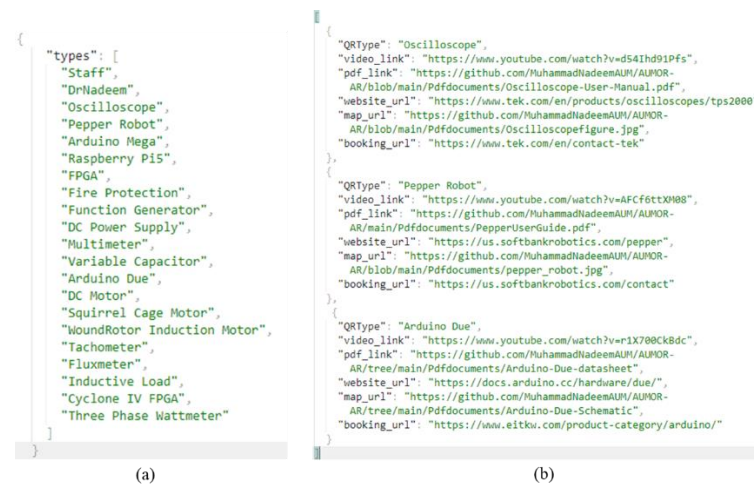 {
"types": [
"Staff",
"DrNadeem",
"Oscilloscope",
"Pepper Robot",
"Arduino Mega",
"Raspberry Pi5",
"FPGA",
"Fire Protection",
"Function Generator",
"DC Power Supply",
"Multimeter",
"Variable Capacitor",
"Arduino Due",
"DC Motor",
"Squirrel Cage Motor",
"WoundRotor Induction Motor",
"Tachometer",
"Fluxmeter",
"Inductive Load",
"Cyclone IV FPGA",
"Three Phase Wattmeter"
]
}
(a)
[
{
"QRType": "Oscilloscope",
"video_link": "https://www.youtube.com/watch?v=d54Ihd91Pfs",
"pdf_link": "https://github.com/MuhammadNadeemAUM/AUMOR-
AR/blob/main/Pdfdocuments/Oscilloscope-User-Manual.pdf",
"website_url": "https://www.tek.com/en/products/oscilloscopes/tps2000
"map_url": "https://github.com/MuhammadNadeemAUM/AUMOR-
AR/blob/main/Pdfdocuments/Oscilloscopefigure.jpg",
"booking_url": "https://www.tek.com/en/contact-tek"
},
{
"QRType": "Pepper Robot",
"video_link": "https://www.youtube.com/watch?v=AFCf6ttXM08",
"pdf_link": "https://github.com/MuhammadNadeemAUM/AUMOR-
AR/main/Pdfdocuments/PepperUserGuide.pdf",
"website_url": "https://us.softbankrobotics.com/pepper",
"map_url": "https://github.com/MuhammadNadeemAUM/AUMOR-
AR/blob/main/Pdfdocuments/pepper_robot.jpg",
"booking_url": "https://us.softbankrobotics.com/contact"
},
{
"QRType": "Arduino Due",
"video_link": "https://www.youtube.com/watch?v=r1X700CkBdc",
"pdf_link": "https://github.com/MuhammadNadeemAUM/AUMOR-
AR/tree/main/Pdfdocuments/Arduino-Due-datasheet",
"website_url": "https://docs.arduino.cc/hardware/due/",
"map_url": "https://github.com/MuhammadNadeemAUM/AUMOR-
AR/tree/main/Pdfdocuments/Arduino-Due-Schematic",
"booking_url": "https://www.eitkw.com/product-category/arduino/"
}
]
(b)